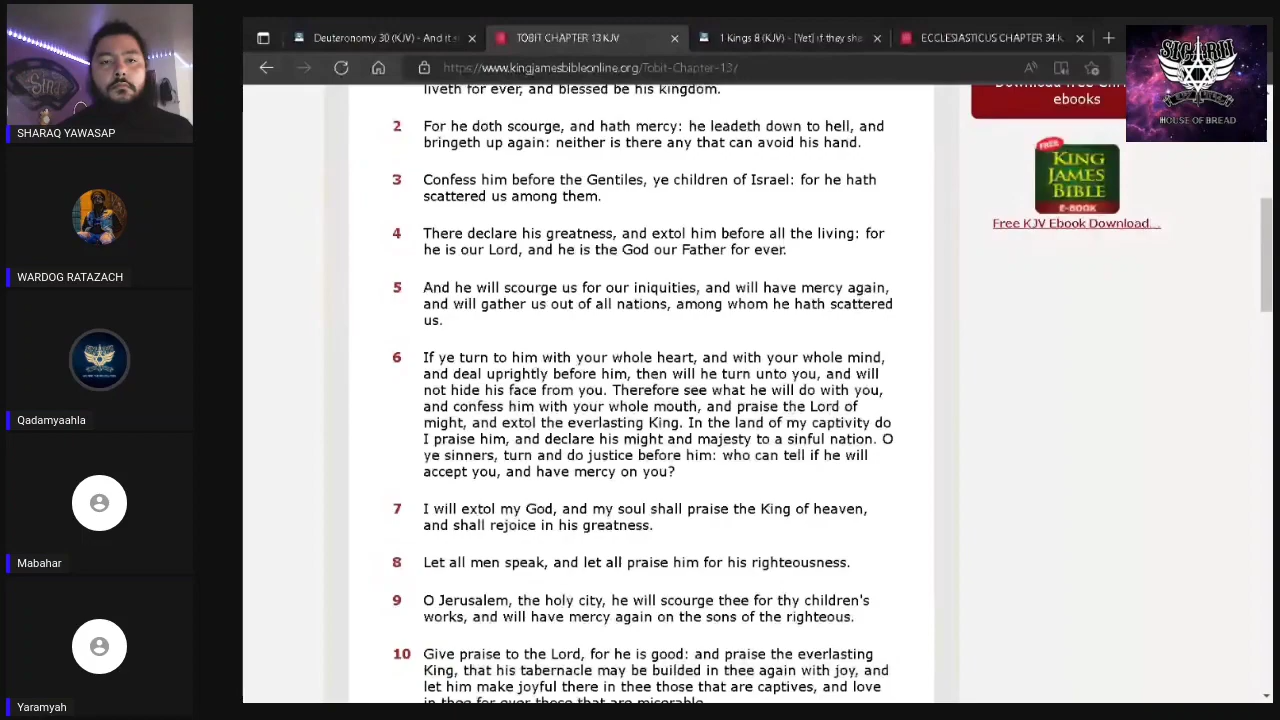 SHARAQ YAWASAP
WARDOG RATAZACH
Qadamyaahla
Mabahar
Yaramyah
Deuteronomy 30 (KJV) - And it s
TOBIT CHAPTER 13 KJV
1 Kings 8 (KJV) - [Yet] if they sho
ECCLESIASTICUS CHAPTER 34 K
https://www.kingjamesbibleonline.org/Tobit-Chapter-13/
liveth for ever, and blessed be his kingdom.
2 For he doth scourge, and hath mercy: he leadeth down to hell, and
bringeth up again: neither is there any that can avoid his hand.
3 Confess him before the Gentiles, ye children of Israel: for he hath
scattered us among them.
4 There declare his greatness, and extol him before all the living: for
he is our Lord, and he is the God our Father for ever.
5 And he will scourge us for our iniquities, and will have mercy again,
and will gather us out of all nations, among whom he hath scattered
us.
6 If ye turn to him with your whole heart, and with your whole mind,
and deal uprightly before him, then will he turn unto you, and will
not hide his face from you. Therefore see what he will do with you,
and confess him with your whole mouth, and praise the Lord of
might, and extol the everlasting King. In the land of my captivity do
I praise him, and declare his might and majesty to a sinful nation. O
ye sinners, turn and do justice before him: who can tell if he will
accept you, and have mercy on you?
7 I will extol my God, and my soul shall praise the King of heaven,
and shall rejoice in his greatness.
8 Let all men speak, and let all praise him for his righteousness.
9 O Jerusalem, the holy city, he will scourge thee for thy children's
works, and will have mercy again on the sons of the righteous.
10 Give praise to the Lord, for he is good: and praise the everlasting
King, that his tabernacle may be builded in thee again with joy, and
let him make joyful there in thee those that are captives, and love
in thee for ever those that are miserable.
ebooks
FREE
KING
JAMES
BIBLE
E-BOOK
Free KJV Ebook Download...
SICARII
HOUSE OF BREAD